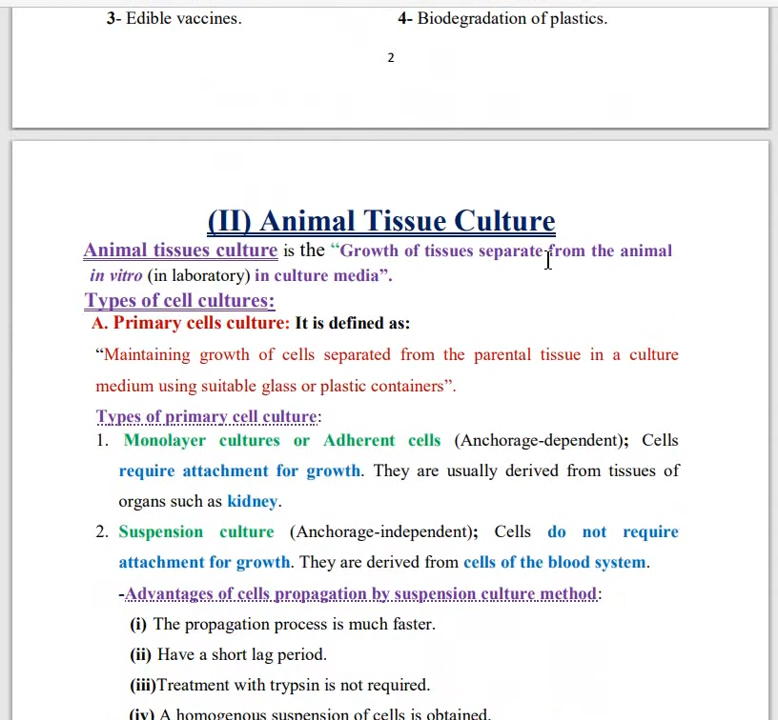 3- Edible vaccines. 4- Biodegradation of plastics.
2
(II) Animal Tissue Culture
Animal tissues culture is the “Growth of tissues separate from the animal
in vitro (in laboratory) in culture media”.
Types of cell cultures:
A. Primary cells culture: It is defined as:
“Maintaining growth of cells separated from the parental tissue in a culture
medium using suitable glass or plastic containers”.
Types of primary cell culture:
1. Monolayer cultures or Adherent cells (Anchorage-dependent); Cells
require attachment for growth. They are usually derived from tissues of
organs such as kidney.
2. Suspension culture (Anchorage-independent); Cells do not require
attachment for growth. They are derived from cells of the blood system.
-Advantages of cells propagation by suspension culture method:
(i) The propagation process is much faster.
(ii) Have a short lag period.
(iii)Treatment with trypsin is not required.
(iv) A homogenous suspension of cells is obtained.